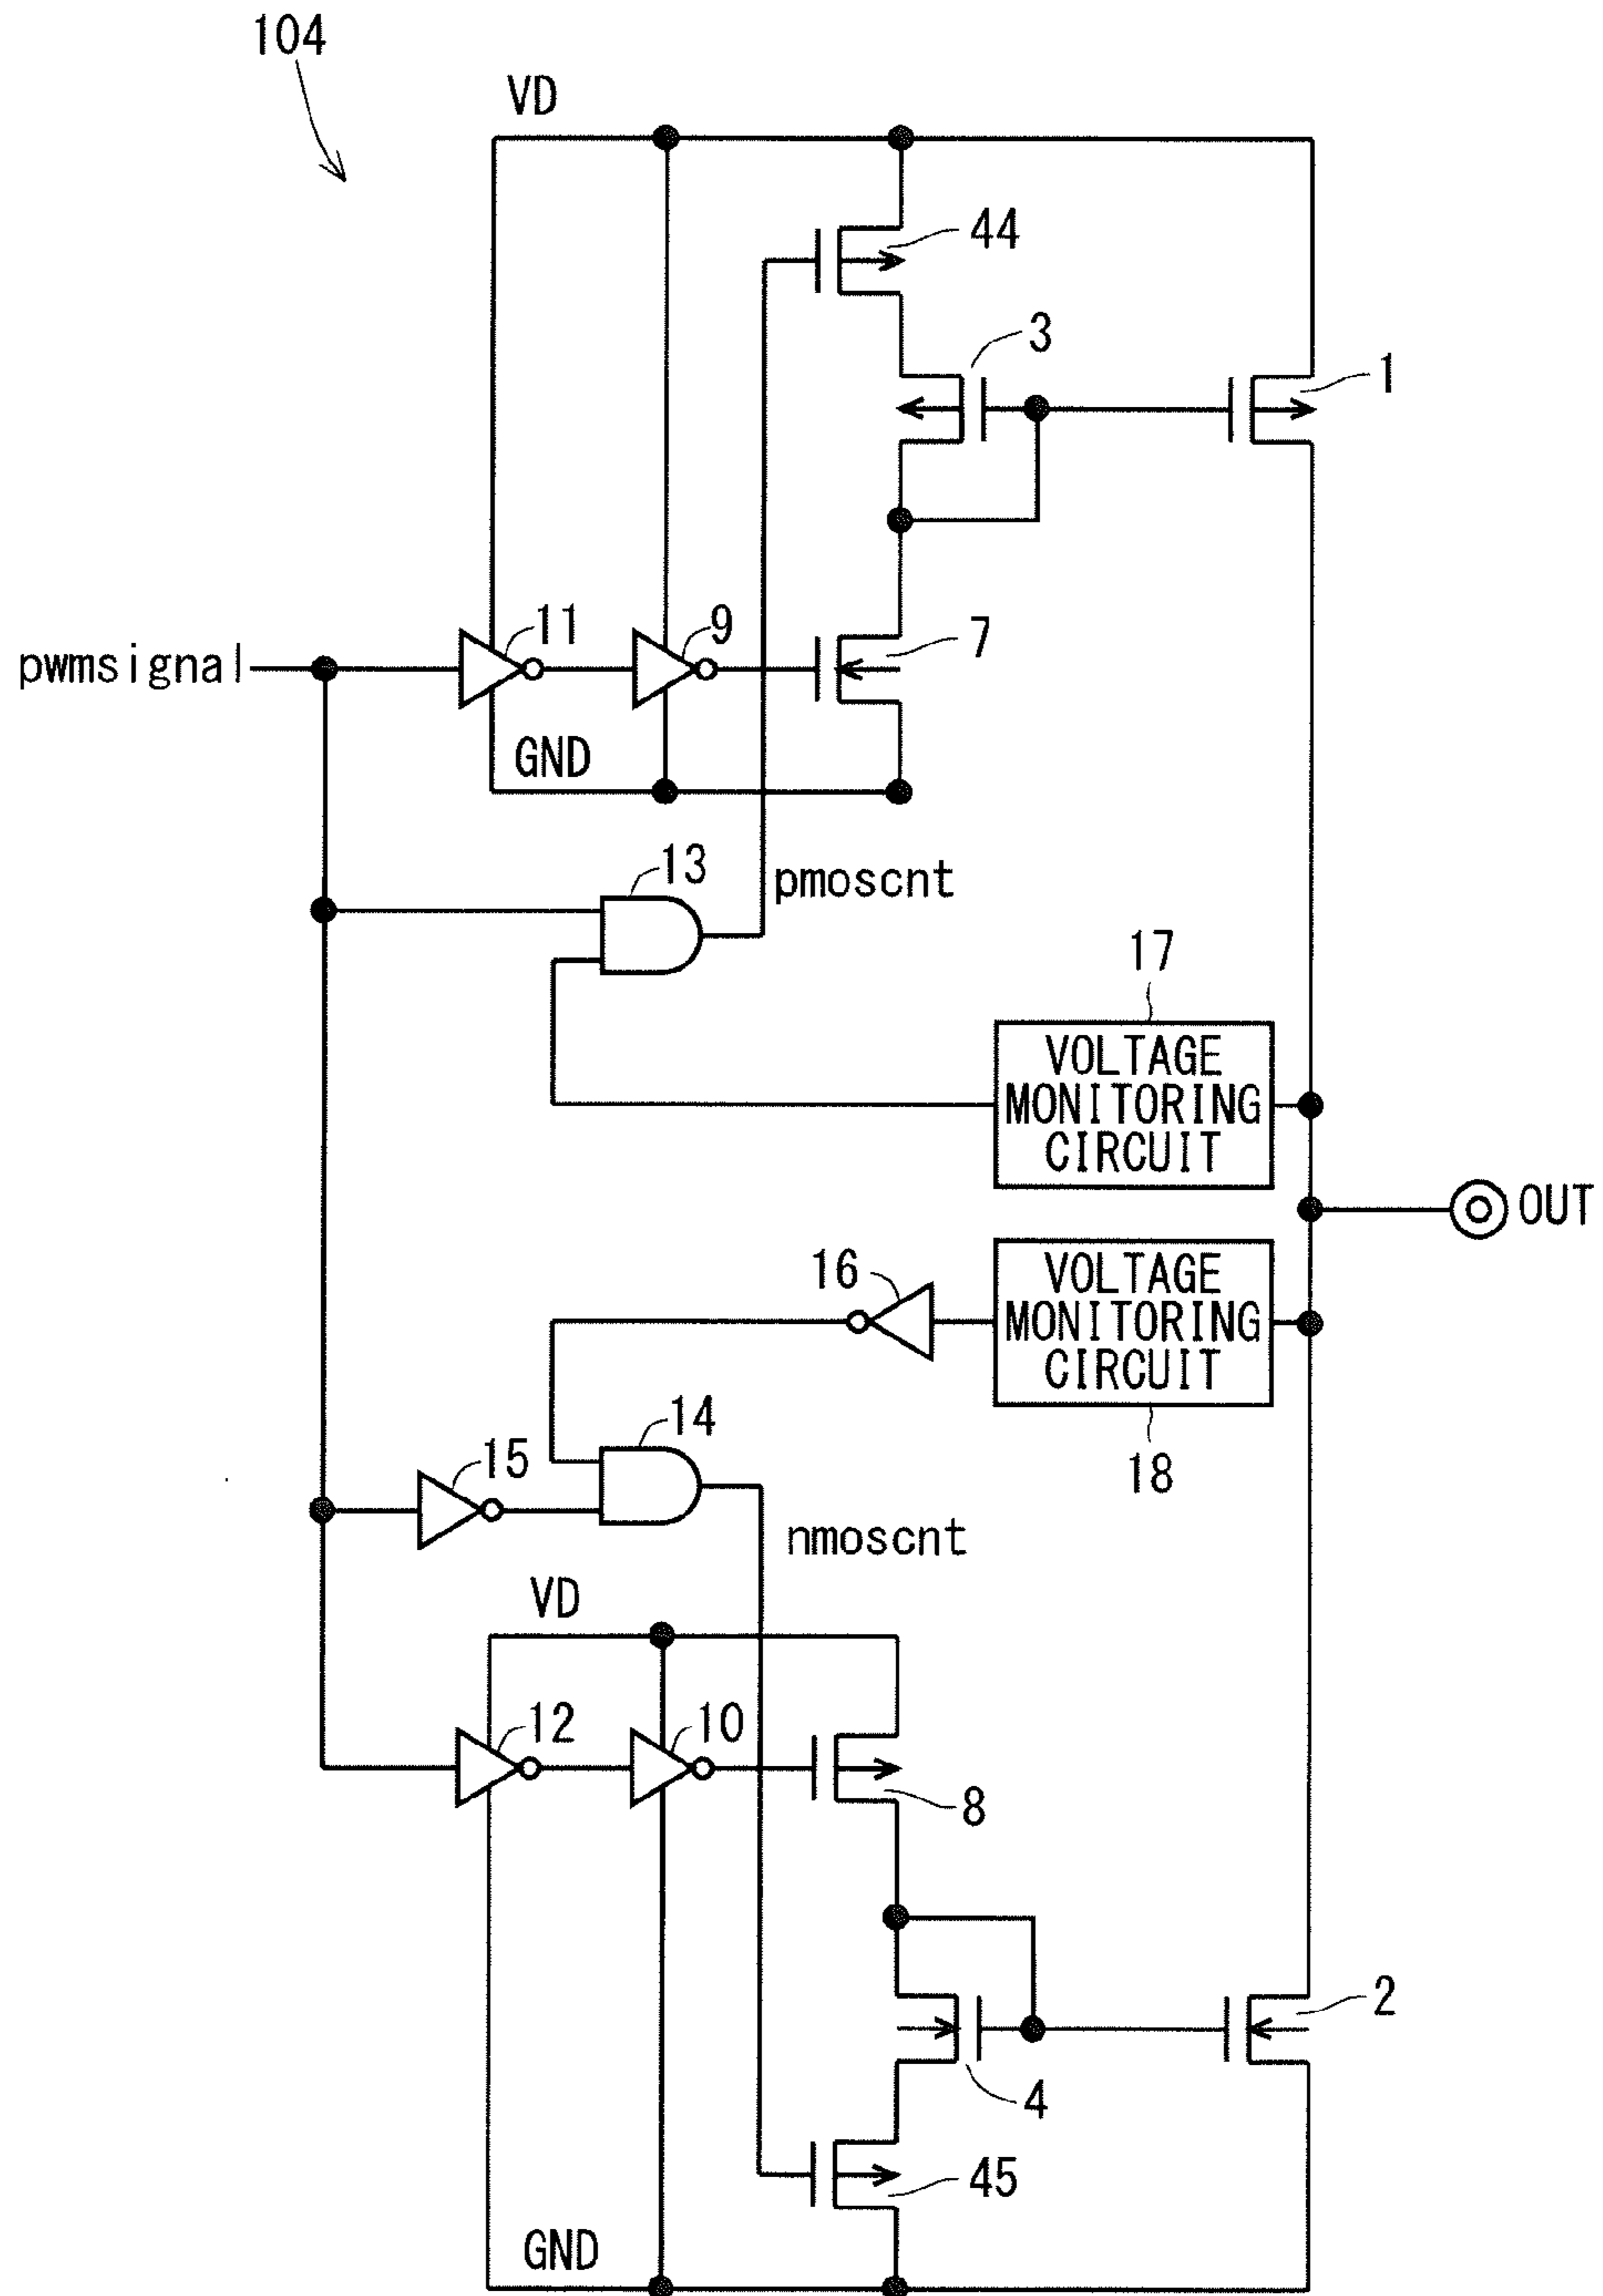 104
VD
44
3
1
11
9
7
pwmsignal
GND
13
pmoscnt
17
VOLTAGE
MONITORING
CIRCUIT
OUT
16
VOLTAGE
MONITORING
CIRCUIT
14
15
18
nmoscnt
VD
12
10
8
2
4
45
GND